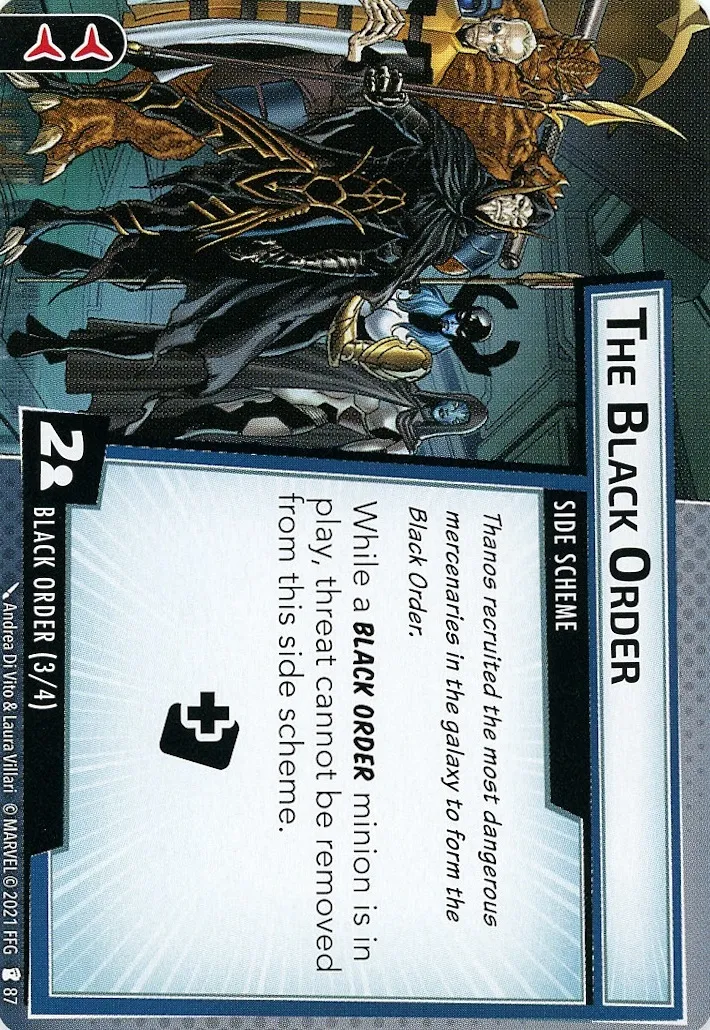 THE BLACK ORDER
SIDE SCHEME
Thanos recruited the most dangerous
mercenaries in the galaxy to form the
Black Order.
While a BLACK ORDER minion is in
play, threat cannot be removed
from this side scheme.
2
BLACK ORDER (3/4)
Andrea Di Vito & Laura Villari © MARVEL © 2021 FFG 87